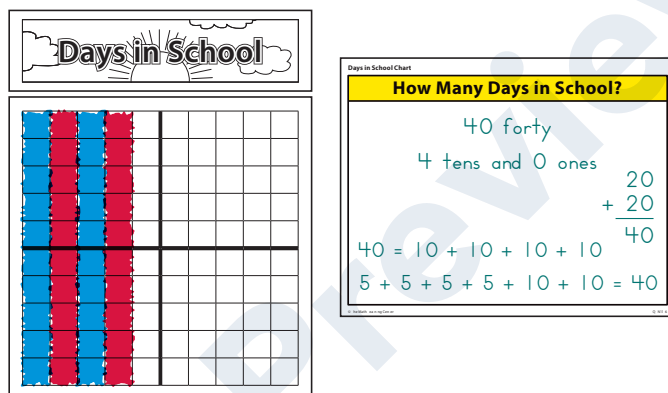 Days in School
Days in School Chart
How Many Days in School?
40 forty
4 tens and 0 ones
20
+ 20
40
40 = 10 + 10 + 10 + 10
5 + 5 + 5 + 5 + 10 + 10 = 40
Preview